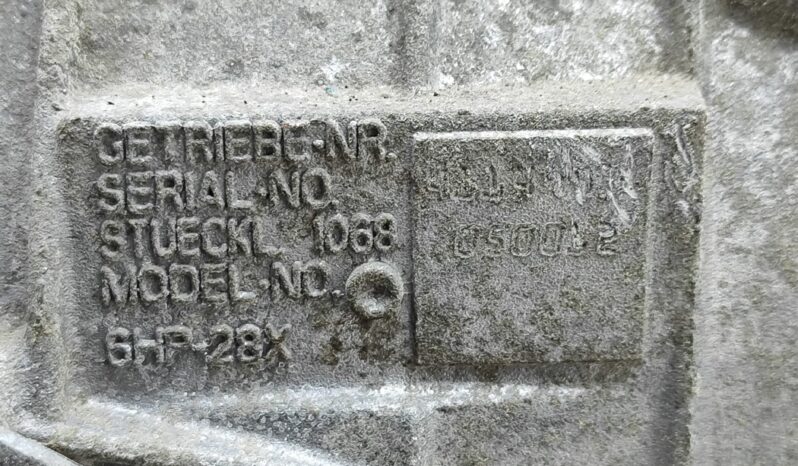 GETRIEBE-NR.
SERIAL-NO.
STUECKL. 1068
MODEL-NO.
6HP-28X